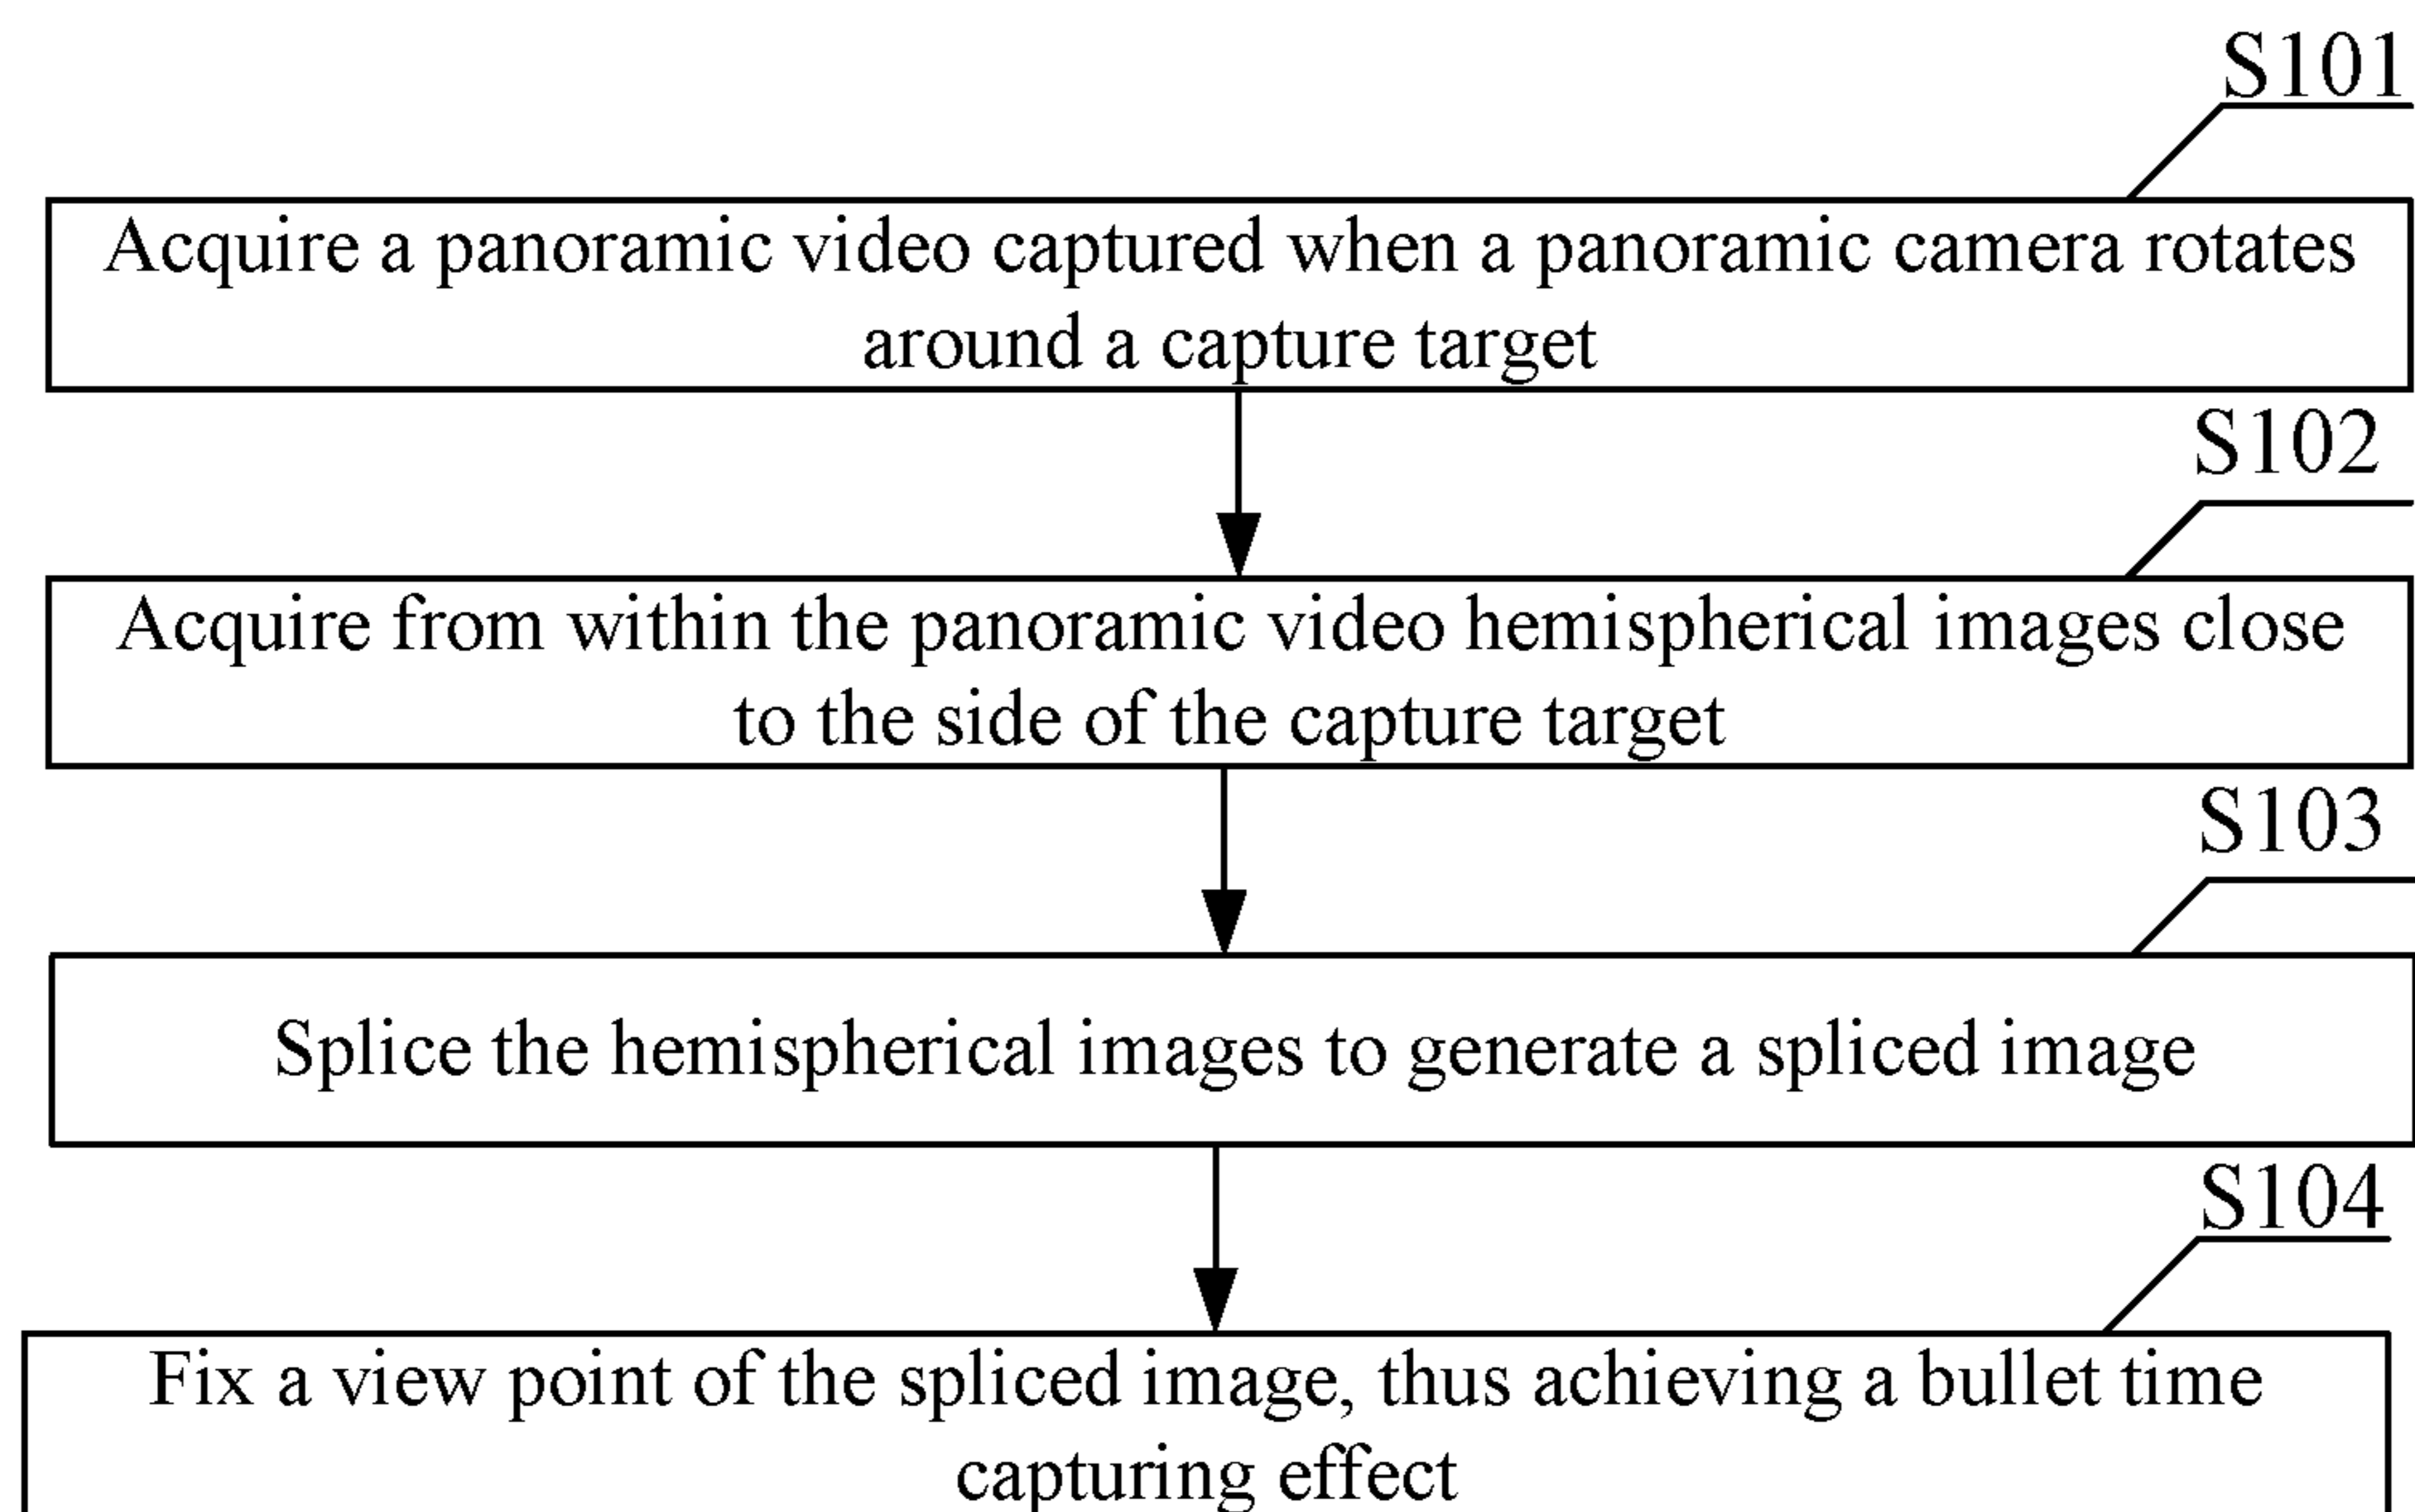 S101
Acquire a panoramic video captured when a panoramic camera rotates
around a capture target
S102
Acquire from within the panoramic video hemispherical images close
to the side of the capture target
S103
Splice the hemispherical images to generate a spliced image
S104
Fix a view point of the spliced image, thus achieving a bullet time
capturing effect